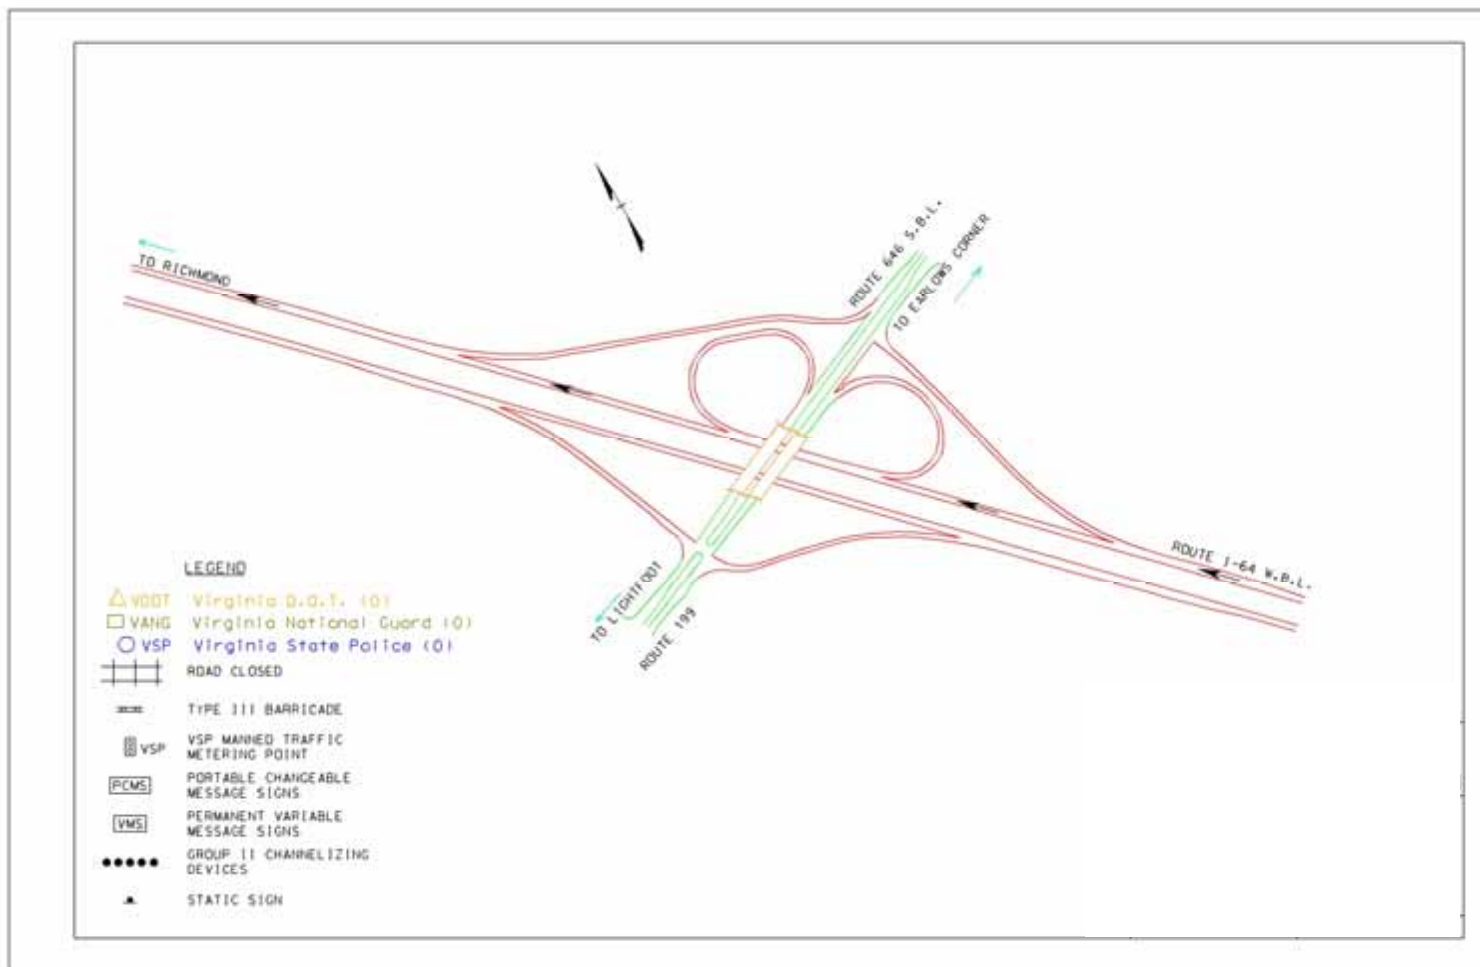 ROUTE 646 S.B.L.
TO EARLOWS CORNER
TO RICHMOND
ROUTE I-64 W.B.L.
TO LIGHTFOOT
ROUTE 199
LEGEND
VDOT Virginia D.O.T. (0)
VANG Virginia National Guard (0)
VSP Virginia State Police (0)
ROAD CLOSED
TYPE III BARRICADE
VSP VSP MANNED TRAFFIC
METERING POINT
PCMS PORTABLE CHANGEABLE
MESSAGE SIGNS
VMS PERMANENT VARIABLE
MESSAGE SIGNS
GROUP II CHANNELIZING
DEVICES
STATIC SIGN